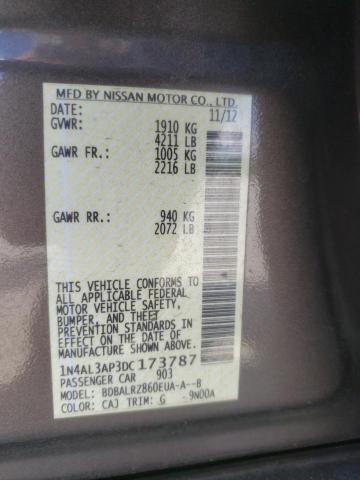 MFD BY NISSAN MOTOR CO., LTD.
DATE: 11/12
GVWR: 1910 KG
4211 LB
GAWR FR: 1005 KG
2216 LB
GAWR RR: 940 KG
2072 LB
THIS VEHICLE CONFORMS TO
ALL APPLICABLE FEDERAL
MOTOR VEHICLE SAFETY,
BUMPER, AND THEFT
PREVENTION STANDARDS IN
EFFECT ON THE DATE OF
MANUFACTURE SHOWN ABOVE.
1N4AL3AP3DC173787
PASSENGER CAR 903
MODEL: BDBALRZ860EUA-A--B
COLOR: CAJ TRIM: G -9N00A